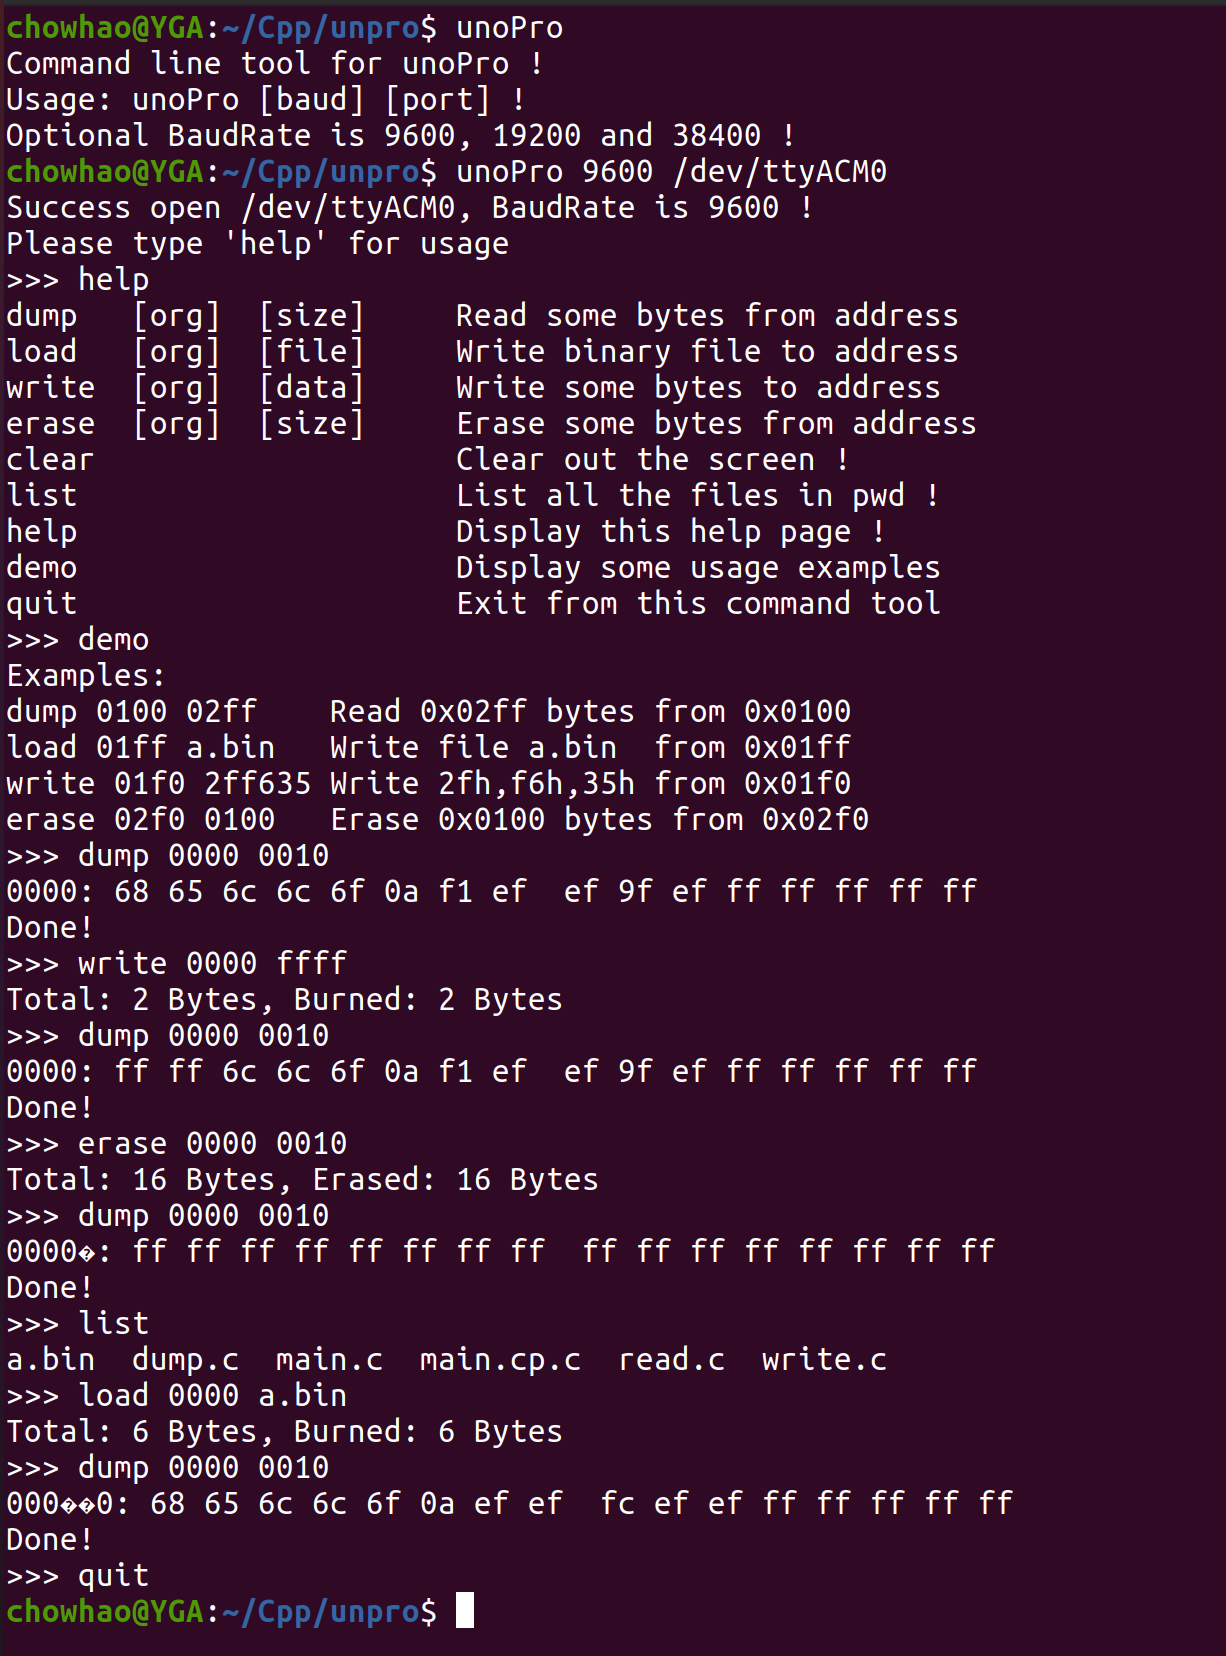 chowhao@YGA:~/Cpp/unpro$ unoPro
Command line tool for unoPro !
Usage: unoPro [baud] [port] !
Optional BaudRate is 9600, 19200 and 38400 !
chowhao@YGA:~/Cpp/unpro$ unoPro 9600 /dev/ttyACM0
Success open /dev/ttyACM0, BaudRate is 9600 !
Please type 'help' for usage
>>> help
dump   [org]  [size]     Read some bytes from address
load   [org]  [file]     Write binary file to address
write  [org]  [data]     Write some bytes to address
erase  [org]  [size]     Erase some bytes from address
clear                    Clear out the screen !
list                     List all the files in pwd !
help                     Display this help page !
demo                     Display some usage examples
quit                     Exit from this command tool
>>> demo
Examples:
dump 0100 02ff    Read 0x02ff bytes from 0x0100
load 01ff a.bin   Write file a.bin  from 0x01ff
write 01f0 2ff635 Write 2fh,f6h,35h from 0x01f0
erase 02f0 0100   Erase 0x0100 bytes from 0x02f0
>>> dump 0000 0010
0000: 68 65 6c 6c 6f 0a f1 ef  ef 9f ef ff ff ff ff ff
Done!
>>> write 0000 ffff
Total: 2 Bytes, Burned: 2 Bytes
>>> dump 0000 0010
0000: ff ff 6c 6c 6f 0a f1 ef  ef 9f ef ff ff ff ff ff
Done!
>>> erase 0000 0010
Total: 16 Bytes, Erased: 16 Bytes
>>> dump 0000 0010
0000�: ff ff ff ff ff ff ff ff  ff ff ff ff ff ff ff ff
Done!
>>> list
a.bin  dump.c  main.c  main.cp.c  read.c  write.c
>>> load 0000 a.bin
Total: 6 Bytes, Burned: 6 Bytes
>>> dump 0000 0010
000��0: 68 65 6c 6c 6f 0a ef ef  fc ef ef ff ff ff ff ff
Done!
>>> quit
chowhao@YGA:~/Cpp/unpro$